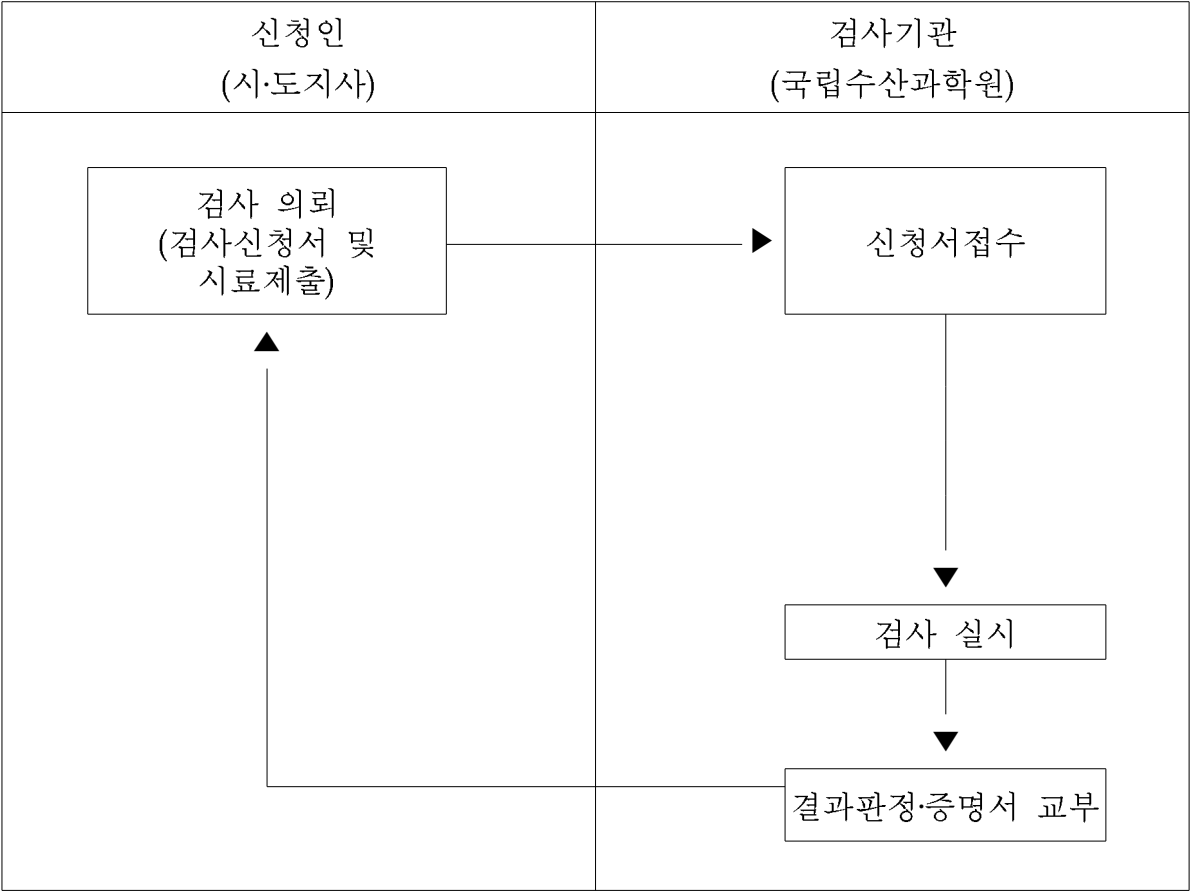 신청인
(시·도지사)
검사기관
(국립수산과학원)
검사 의뢰
(검사신청서 및
시료제출)
신청서접수
검사 실시
결과판정·증명서 교부